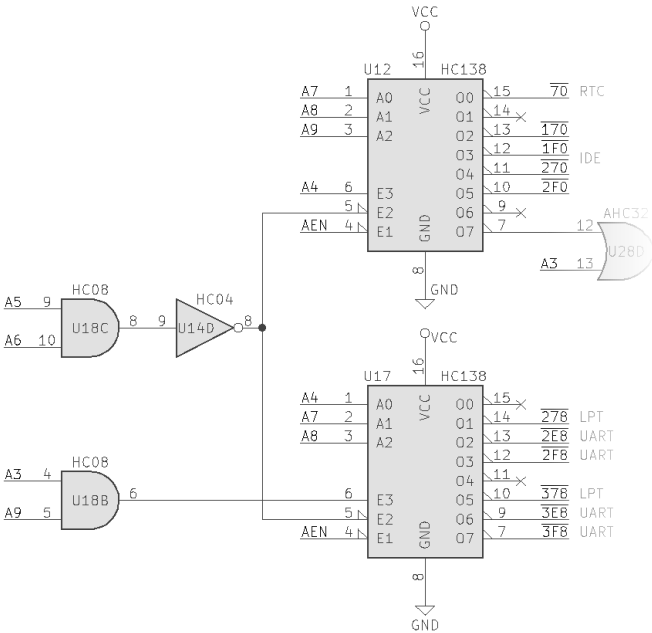 VCC
16
U12 HC138
A7 1 A0 VCC O0 15 70 RTC
A8 2 A1 O1 14
A9 3 A2 O2 13 170
O3 12 1F0
IDE
O4 11 270
A4 6 E3 O5 10 2F0
5 E2 O6 9
AEN 4 E1 GND O7 7 12 AHC32
U28D
A3 13
8
GND
HC08
A5 9
U18C 8
A6 10
HC04
9 U14D 8
VCC
16
U17 HC138
A4 1 A0 VCC O0 15
A7 2 A1 O1 14 278 LPT
A8 3 A2 O2 13 2E8 UART
O3 12 2F8 UART
O4 11
HC08
A3 4
U18B 6
A9 5
6 E3 O5 10 378 LPT
5 E2 O6 9 3E8 UART
AEN 4 E1 GND O7 7 3F8 UART
8
GND